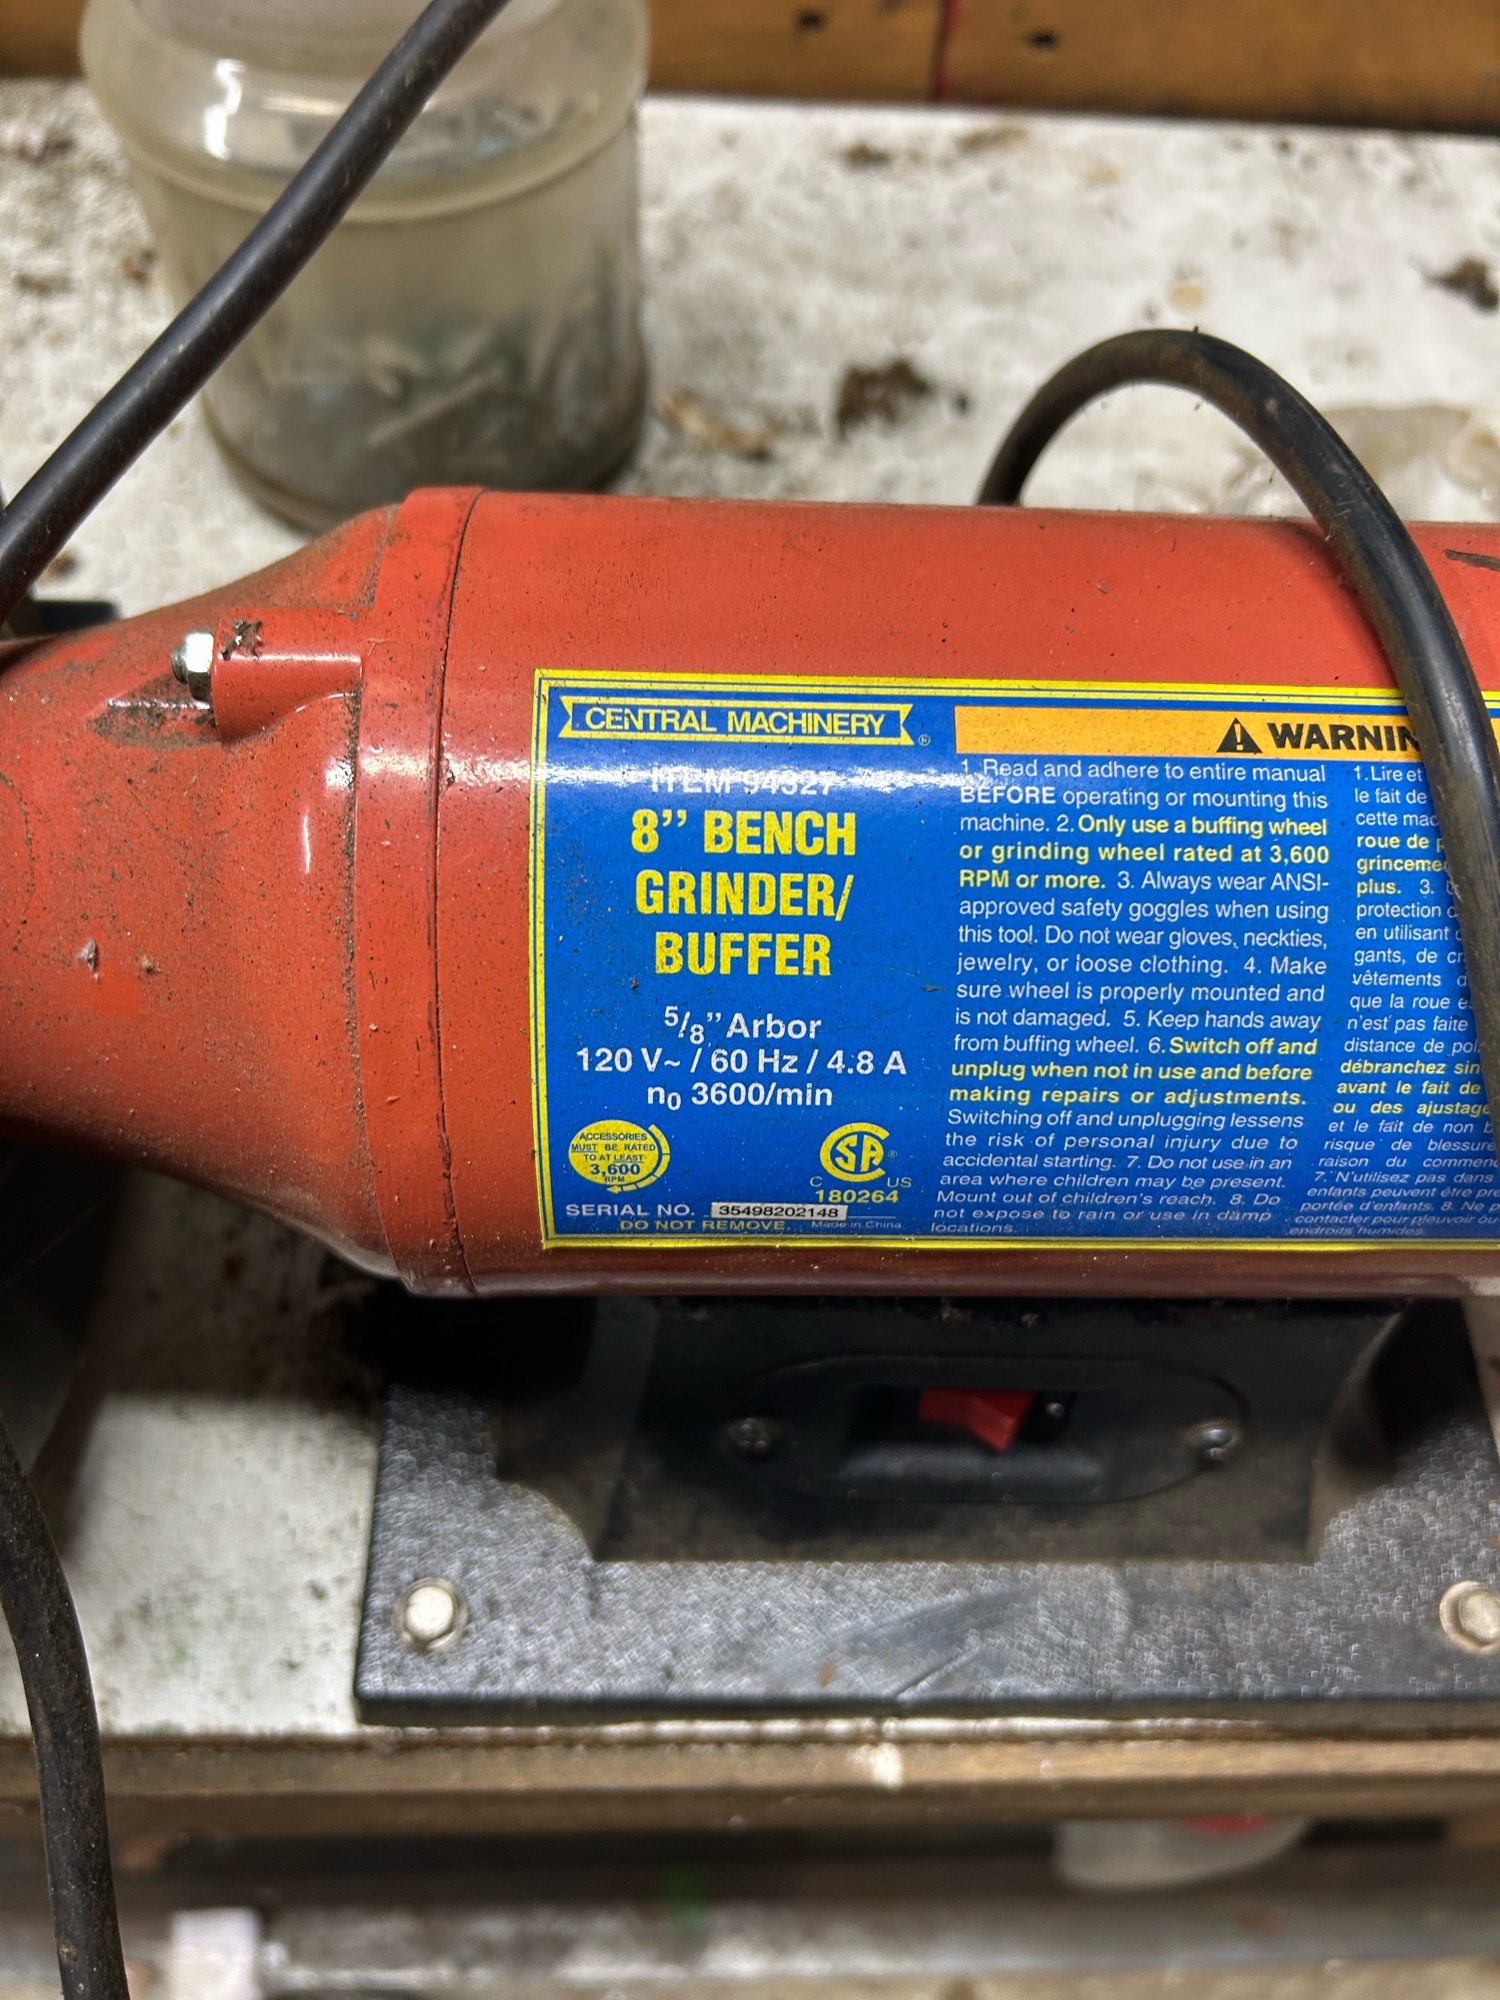 CENTRAL MACHINERY
®
ITEM 94327
8” BENCH
GRINDER/
BUFFER
5/8” Arbor
120 V~ / 60 Hz / 4.8 A
n0 3600/min
ACCESSORIES
MUST BE RATED
TO AT LEAST
3,600
RPM
SA
®
C US
180264
SERIAL NO. 35498202148
DO NOT REMOVE. Made in China
WARNIN
1. Read and adhere to entire manual
BEFORE operating or mounting this
machine. 2. Only use a buffing wheel
or grinding wheel rated at 3,600
RPM or more. 3. Always wear ANSI-
approved safety goggles when using
this tool. Do not wear gloves, neckties,
jewelry, or loose clothing. 4. Make
sure wheel is properly mounted and
is not damaged. 5. Keep hands away
from buffing wheel. 6. Switch off and
unplug when not in use and before
making repairs or adjustments.
Switching off and unplugging lessens
the risk of personal injury due to
accidental starting. 7. Do not use in an
area where children may be present.
Mount out of children's reach. 8. Do
not expose to rain or use in damp
locations.
1. Lire et
le fait de
cette mac
roue de
grinceme
plus. 3.
protection
en utilisant
gants, de
vêtements
que la roue
n'est pas faite
distance de pol
débranchez sin
avant le fait de
ou des ajustage
et le fait de non
risque de blessure
raison du commen
7. N'utilisez pas dans
enfants peuvent être
portée d'enfants. 8. Ne
contacter pour pleuvoir ou
endroits humides.